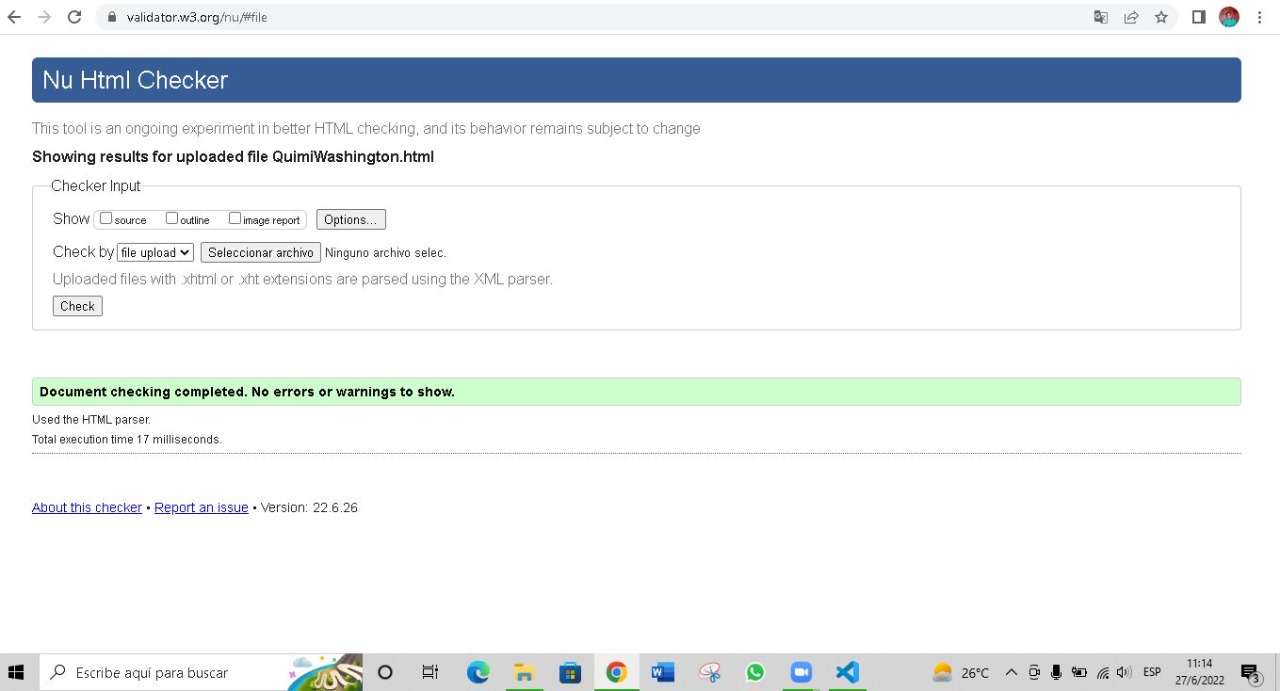 validator.w3.org/nu/#file
Nu Html Checker
This tool is an ongoing experiment in better HTML checking, and its behavior remains subject to change
Showing results for uploaded file QuimiWashington.html
Checker Input
Show source outline image report Options...
Check by file upload Seleccionar archivo Ninguno archivo selec.
Uploaded files with .xhtml or .xht extensions are parsed using the XML parser.
Check
Document checking completed. No errors or warnings to show.
Used the HTML parser.
Total execution time 17 milliseconds.
About this checker • Report an issue • Version: 22.6.26
Escribe aquí para buscar
26°C
ESP
11:14
27/6/2022
3